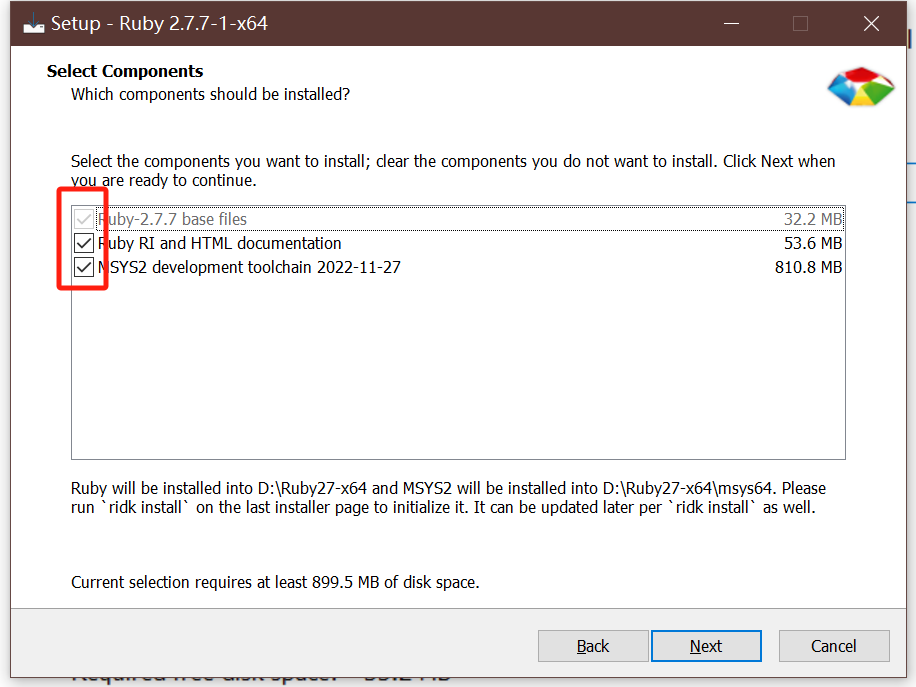 Setup - Ruby 2.7.7-1-x64
Select Components
Which components should be installed?
Select the components you want to install; clear the components you do not want to install. Click Next when
you are ready to continue.
Ruby-2.7.7 base files 32.2 MB
Ruby RI and HTML documentation 53.6 MB
MSYS2 development toolchain 2022-11-27 810.8 MB
Ruby will be installed into D:\Ruby27-x64 and MSYS2 will be installed into D:\Ruby27-x64\msys64. Please
run `ridk install` on the last installer page to initialize it. It can be updated later per `ridk install` as well.
Current selection requires at least 899.5 MB of disk space.
Back Next Cancel